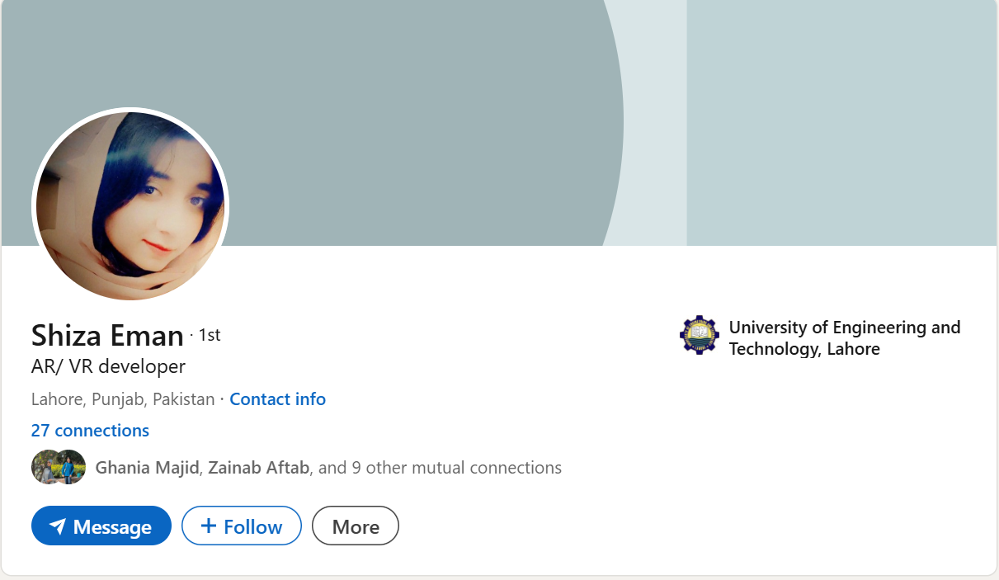 Shiza Eman · 1st
AR/ VR developer
Lahore, Punjab, Pakistan · Contact info
27 connections
Ghania Majid, Zainab Aftab, and 9 other mutual connections
Message
+ Follow
More
University of Engineering and
Technology, Lahore